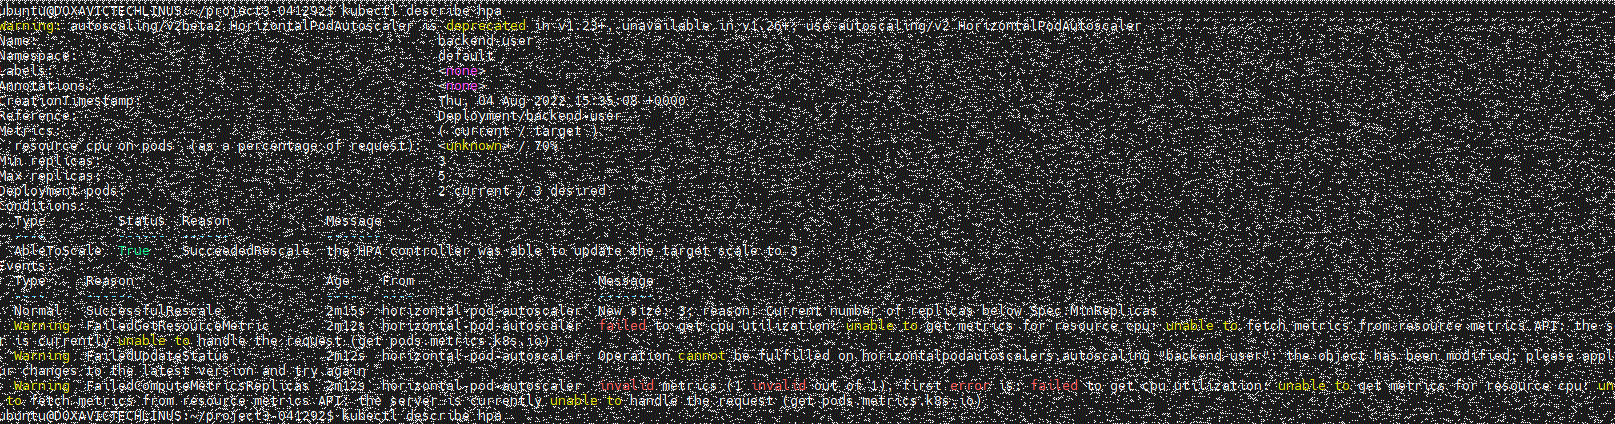 ubuntu@DOXAVICTECHLINUS:~/project3-041292$ kubectl describe hpa
Warning: autoscaling/v2beta2 HorizontalPodAutoscaler is deprecated in v1.23+, unavailable in v1.26+; use autoscaling/v2 HorizontalPodAutoscaler
Name: backend-user
Namespace: default
Labels: <none>
Annotations: <none>
CreationTimestamp: Thu, 04 Aug 2022 15:35:08 +0000
Reference: Deployment/backend-user
Metrics: ( current / target )
resource cpu on pods (as a percentage of request): <unknown> / 70%
Min replicas: 3
Max replicas: 5
Deployment pods: 2 current / 3 desired
Conditions:
Type Status Reason Message
---- ------ ------ -------
AbleToScale True SucceededRescale the HPA controller was able to update the target scale to 3
Events:
Type Reason Age From Message
---- ------ ---- ---- -------
Normal SuccessfulRescale 2m15s horizontal-pod-autoscaler New size: 3; reason: Current number of replicas below Spec.MinReplicas
Warning FailedGetResourceMetric 2m12s horizontal-pod-autoscaler failed to get cpu utilization: unable to get metrics for resource cpu: unable to fetch metrics from resource metrics API: the s
r is currently unable to handle the request (get pods.metrics.k8s.io)
Warning FailedUpdateStatus 2m12s horizontal-pod-autoscaler Operation cannot be fulfilled on horizontalpodautoscalers.autoscaling "backend-user": the object has been modified; please appl
ur changes to the latest version and try again
Warning FailedComputeMetricsReplicas 2m12s horizontal-pod-autoscaler invalid metrics (1 invalid out of 1), first error is: failed to get cpu utilization: unable to get metrics for resource cpu: un
to fetch metrics from resource metrics API: the server is currently unable to handle the request (get pods.metrics.k8s.io)
ubuntu@DOXAVICTECHLINUS:~/project3-041292$ kubectl describe hpa